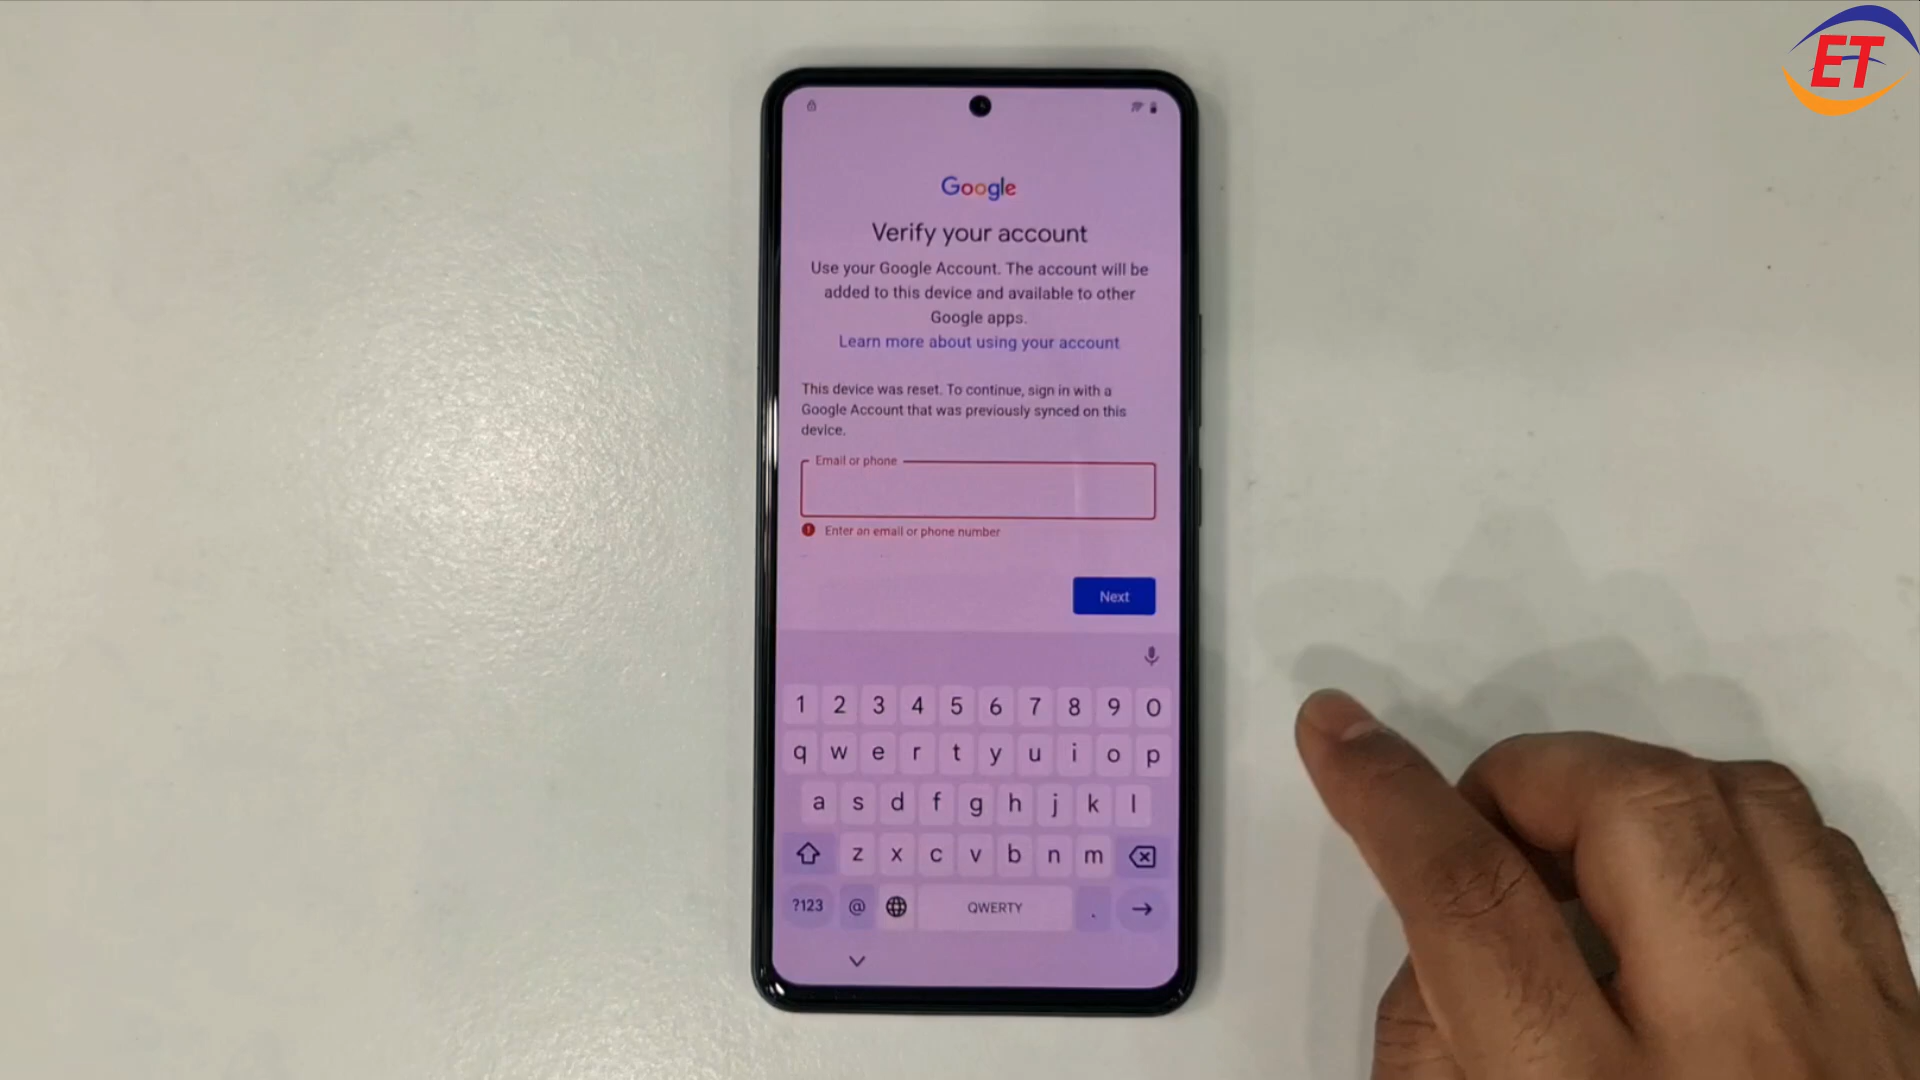 ET
Google
Verify your account
Use your Google Account. The account will be
added to this device and available to other
Google apps.
Learn more about using your account
This device was reset. To continue, sign in with a
Google Account that was previously synced on this
device.
Email or phone
Enter an email or phone number
Next
1 2 3 4 5 6 7 8 9 0
q w e r t y u i o p
a s d f g h j k l
z x c v b n m
?123 @ QWERTY .